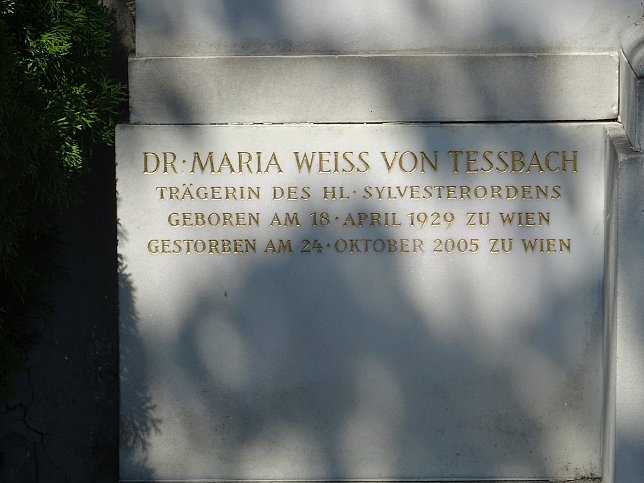 DR·MARIA WEISS VON TESSBACH
TRÄGERIN DES HL·SYLVESTERORDENS
GEBOREN AM 18·APRIL 1929 ZU WIEN
GESTORBEN AM 24·OKTOBER 2005 ZU WIEN